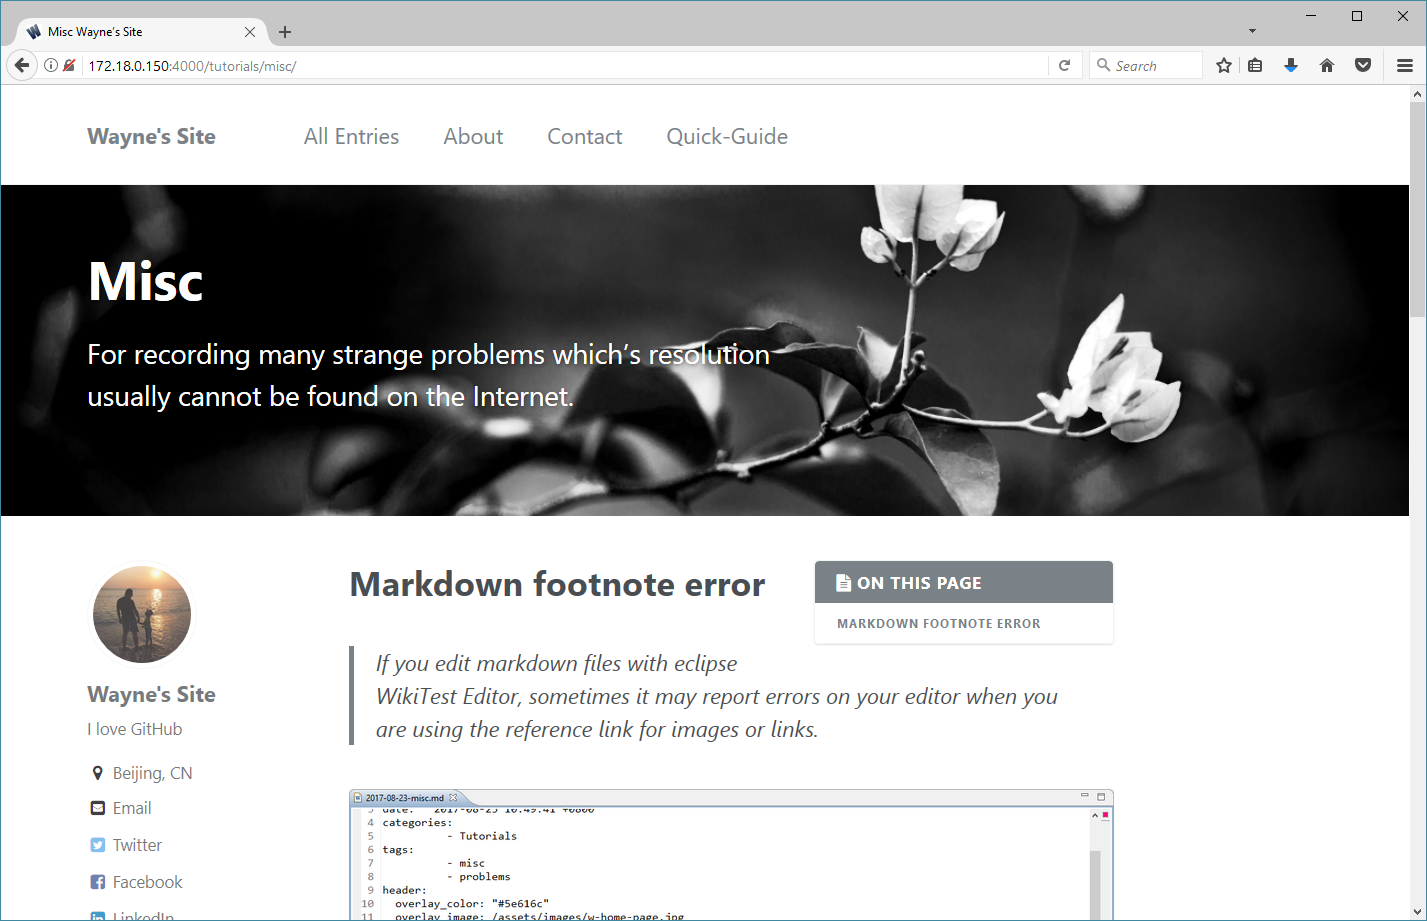 Misc Wayne's Site
172.18.0.150:4000/tutorials/misc/
Search
Wayne's Site
All Entries
About
Contact
Quick-Guide
Misc
For recording many strange problems which’s resolution
usually cannot be found on the Internet.
Wayne's Site
I love GitHub
Beijing, CN
Email
Twitter
Facebook
LinkedIn
Markdown footnote error
ON THIS PAGE
MARKDOWN FOOTNOTE ERROR
If you edit markdown files with eclipse
WikiTest Editor, sometimes it may report errors on your editor when you
are using the reference link for images or links.
2017-08-23-misc.md
3 date: 2017-08-23 10:49:41 +0800
4 categories:
5 - Tutorials
6 tags:
7 - misc
8 - problems
9 header:
10 overlay_color: "#5e616c"
11 overlay_image: /assets/images/w-home-page.jpg